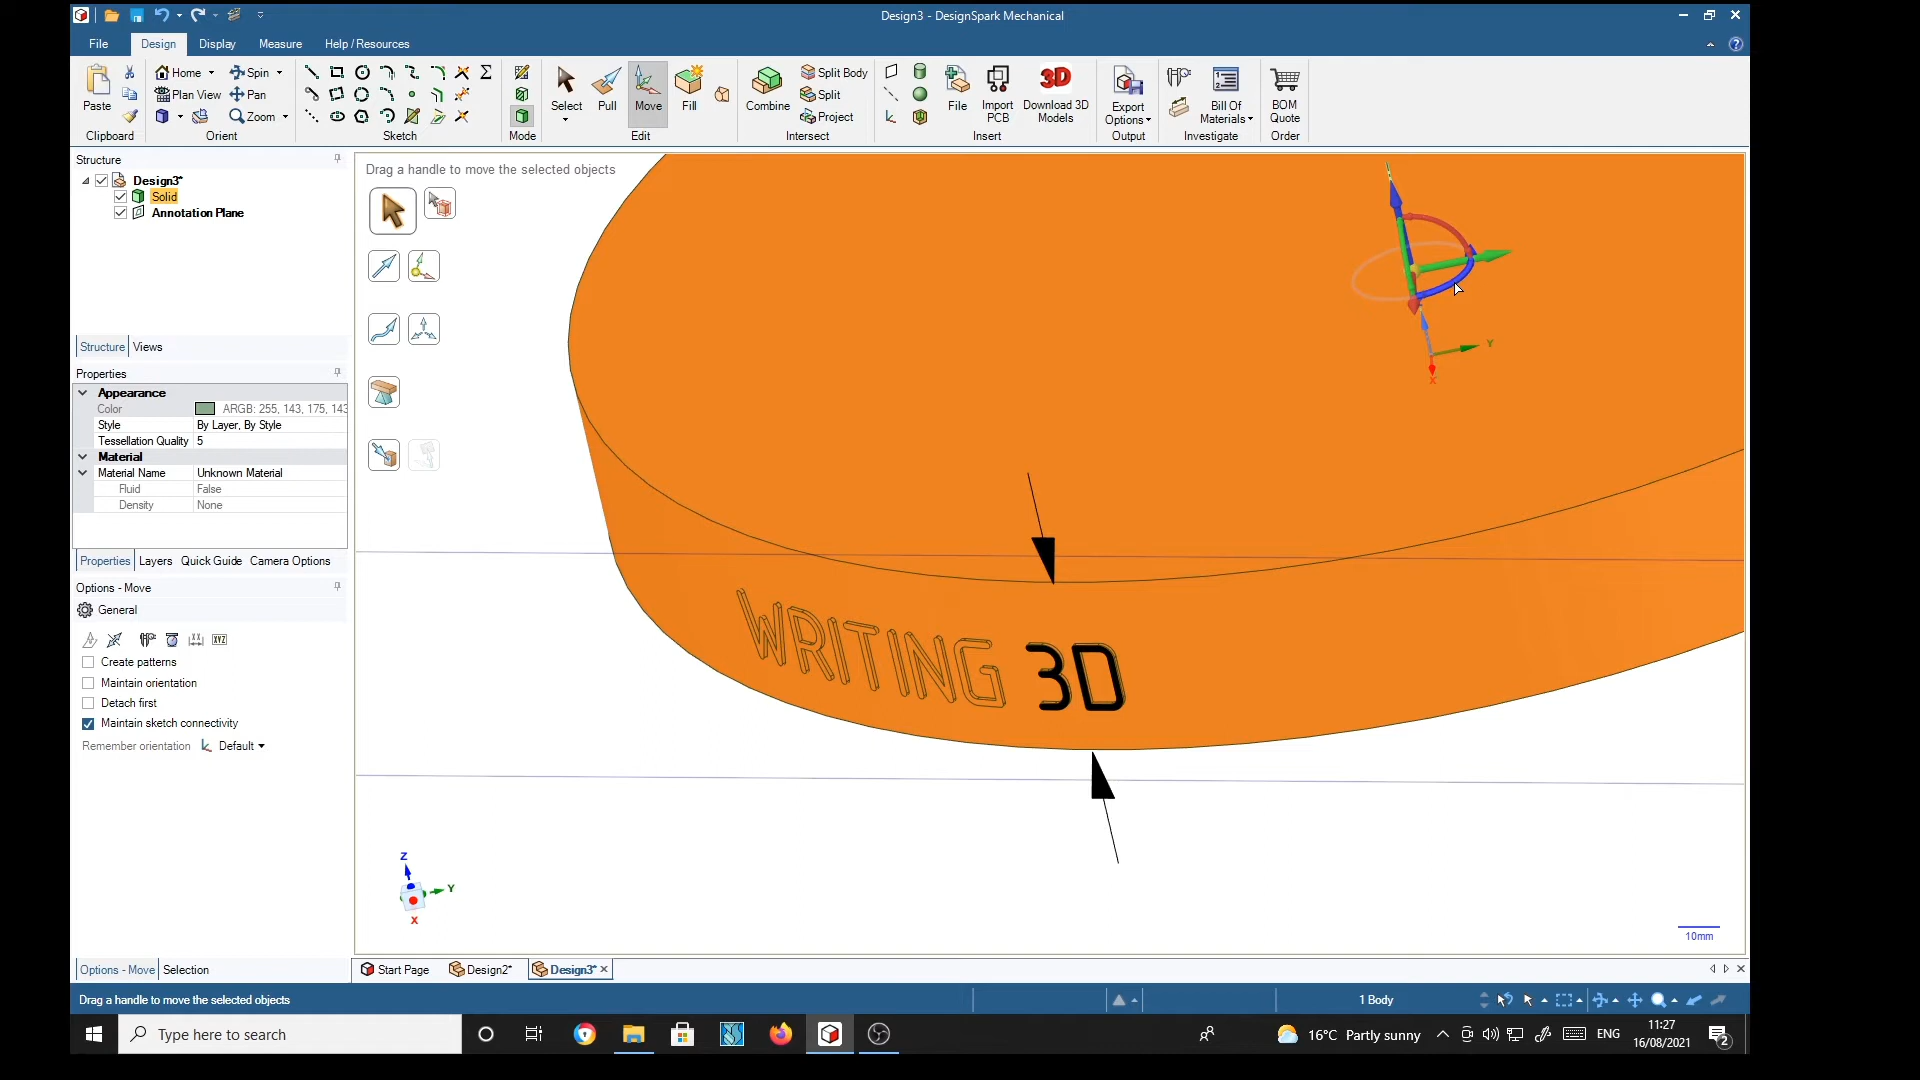 Design3 - DesignSpark Mechanical
File Design Display Measure Help / Resources
Paste
Clipboard
Home Spin
Plan View Pan
Zoom
Orient
Sketch
Mode
Select Pull Move Fill
Edit
Combine
Split Body
Split
Project
Intersect
File
Import PCB
3D
Download 3D Models
Insert
Export Options
Output
Bill Of Materials
Investigate
BOM Quote
Order
Structure
Design3*
Solid
Annotation Plane
Structure Views
Properties
Appearance
Color ARGB: 255, 143, 175, 143
Style By Layer, By Style
Tessellation Quality 5
Material
Material Name Unknown Material
Fluid False
Density None
Properties Layers Quick Guide Camera Options
Options - Move
General
XYZ
Create patterns
Maintain orientation
Detach first
Maintain sketch connectivity
Remember orientation Default
Options - Move Selection
Drag a handle to move the selected objects
Y
X
WRITING 3D
Z
Y
X
10mm
Start Page Design2* Design3*
Drag a handle to move the selected objects
1 Body
Type here to search
16°C Partly sunny
ENG
11:27
16/08/2021
2